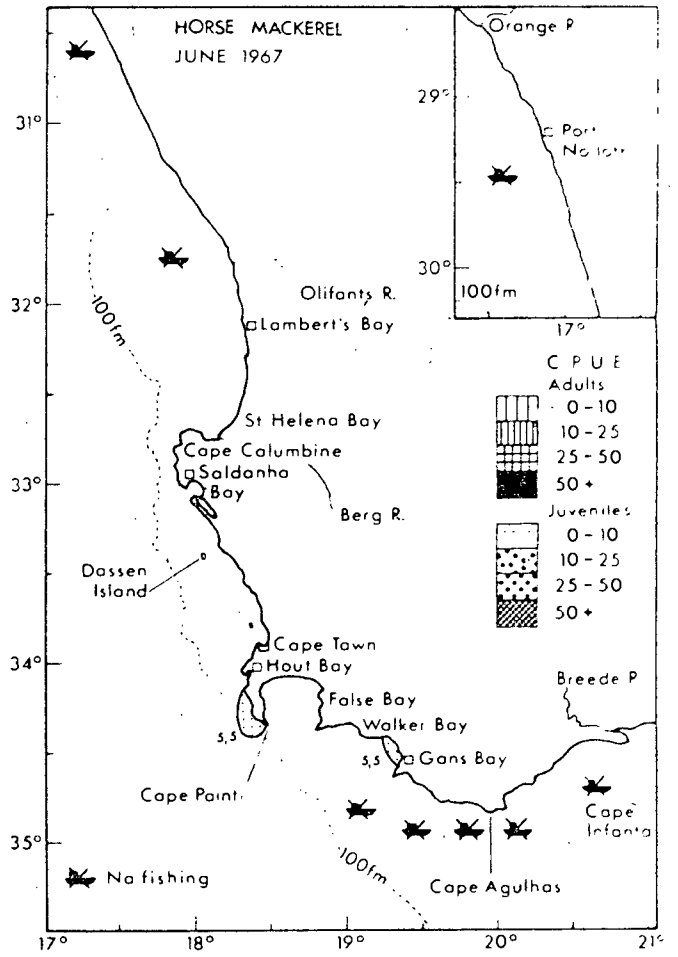 HORSE MACKEREL
JUNE 1967
Orange R
29°
Port
Nolloth
30°
100fm
17°
31°
32°
33°
34°
35°
100fm
Olifants R.
Lambert's Bay
St Helena Bay
Cape Calumbine
Saldanha
Bay
Berg R.
Dassen
Island
Cape Town
Hout Bay
False Bay
Walker Bay
5,5
5,5
Gans Bay
Cape Point
Breede R
Cape
Infanta
Cape Agulhas
100fm
No fishing
CPUE
Adults
0-10
10-25
25-50
50+
Juveniles
0-10
10-25
25-50
50+
17°
18°
19°
20°
21°